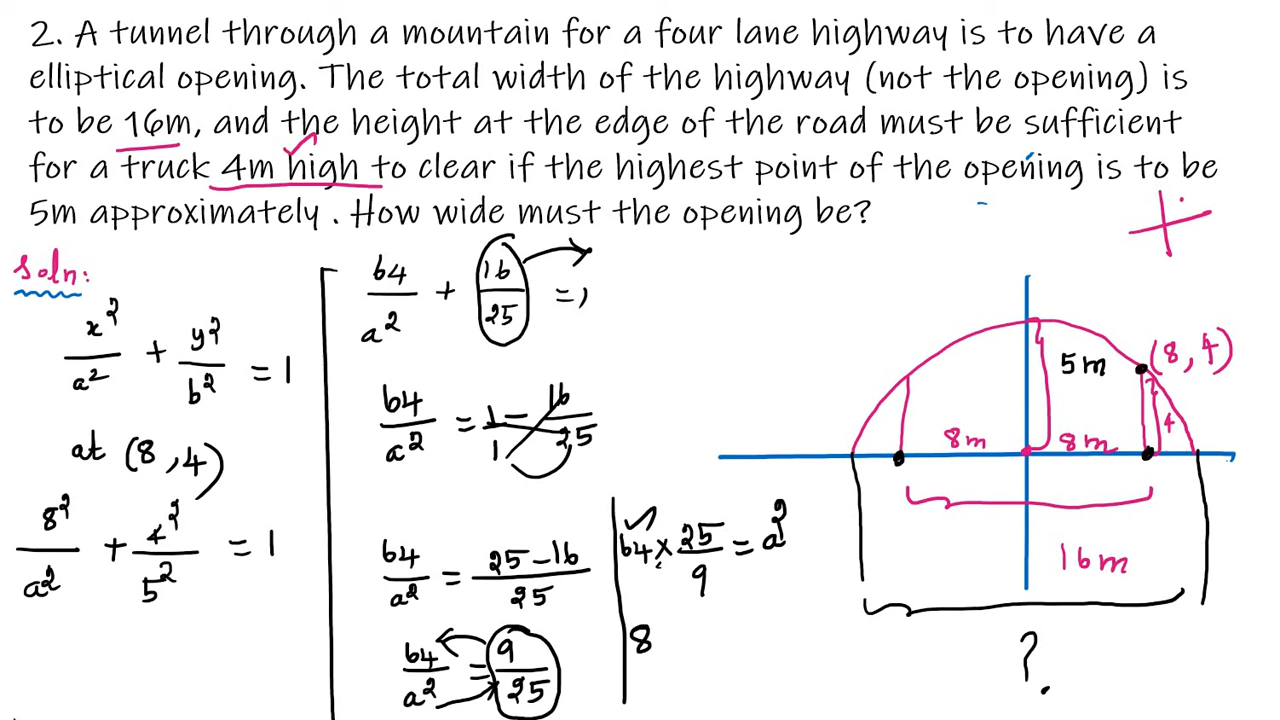 2. A tunnel through a mountain for a four lane highway is to have a
elliptical opening. The total width of the highway (not the opening) is
to be 16m, and the height at the edge of the road must be sufficient
for a truck 4m high to clear if the highest point of the opening is to be
5m approximately . How wide must the opening be?
Soln:
x²/a² + y²/b² = 1
at (8,4)
8²/a² + 4²/5² = 1
64/a² + 16/25 = 1
64/a² = 1/1 - 16/25
64/a² = 25-16/25
64/a² = 9/25
64 × 25/9 = a²
8
5m
(8,4)
8m 8m 4
16m
?